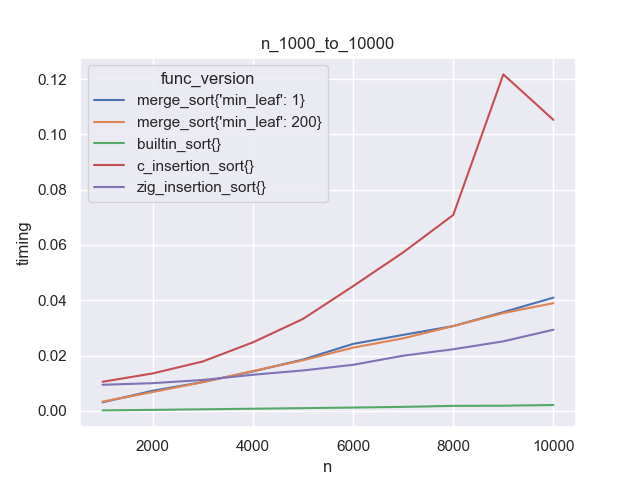 n_1000_to_10000
func_version
merge_sort{'min_leaf': 1}
merge_sort{'min_leaf': 200}
builtin_sort{}
c_insertion_sort{}
zig_insertion_sort{}
timing
0.12
0.10
0.08
0.06
0.04
0.02
0.00
2000 4000 6000 8000 10000
n